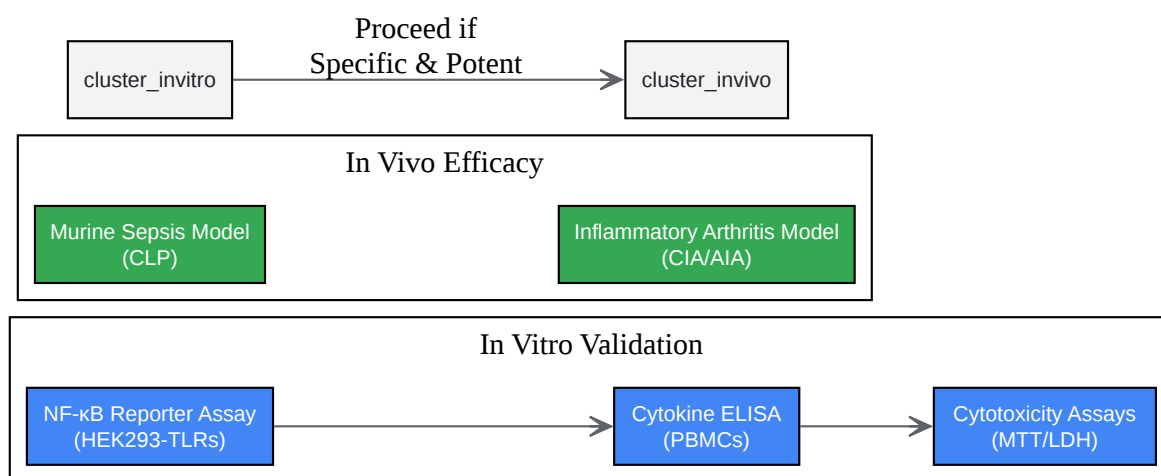 Proceed if
Specific & Potent
cluster_invitro
cluster_invivo
In Vivo Efficacy
Murine Sepsis Model
(CLP)
Inflammatory Arthritis Model
(CIA/AIA)
In Vitro Validation
NF-κB Reporter Assay
(HEK293-TLRs)
Cytokine ELISA
(PBMCs)
Cytotoxicity Assays
(MTT/LDH)